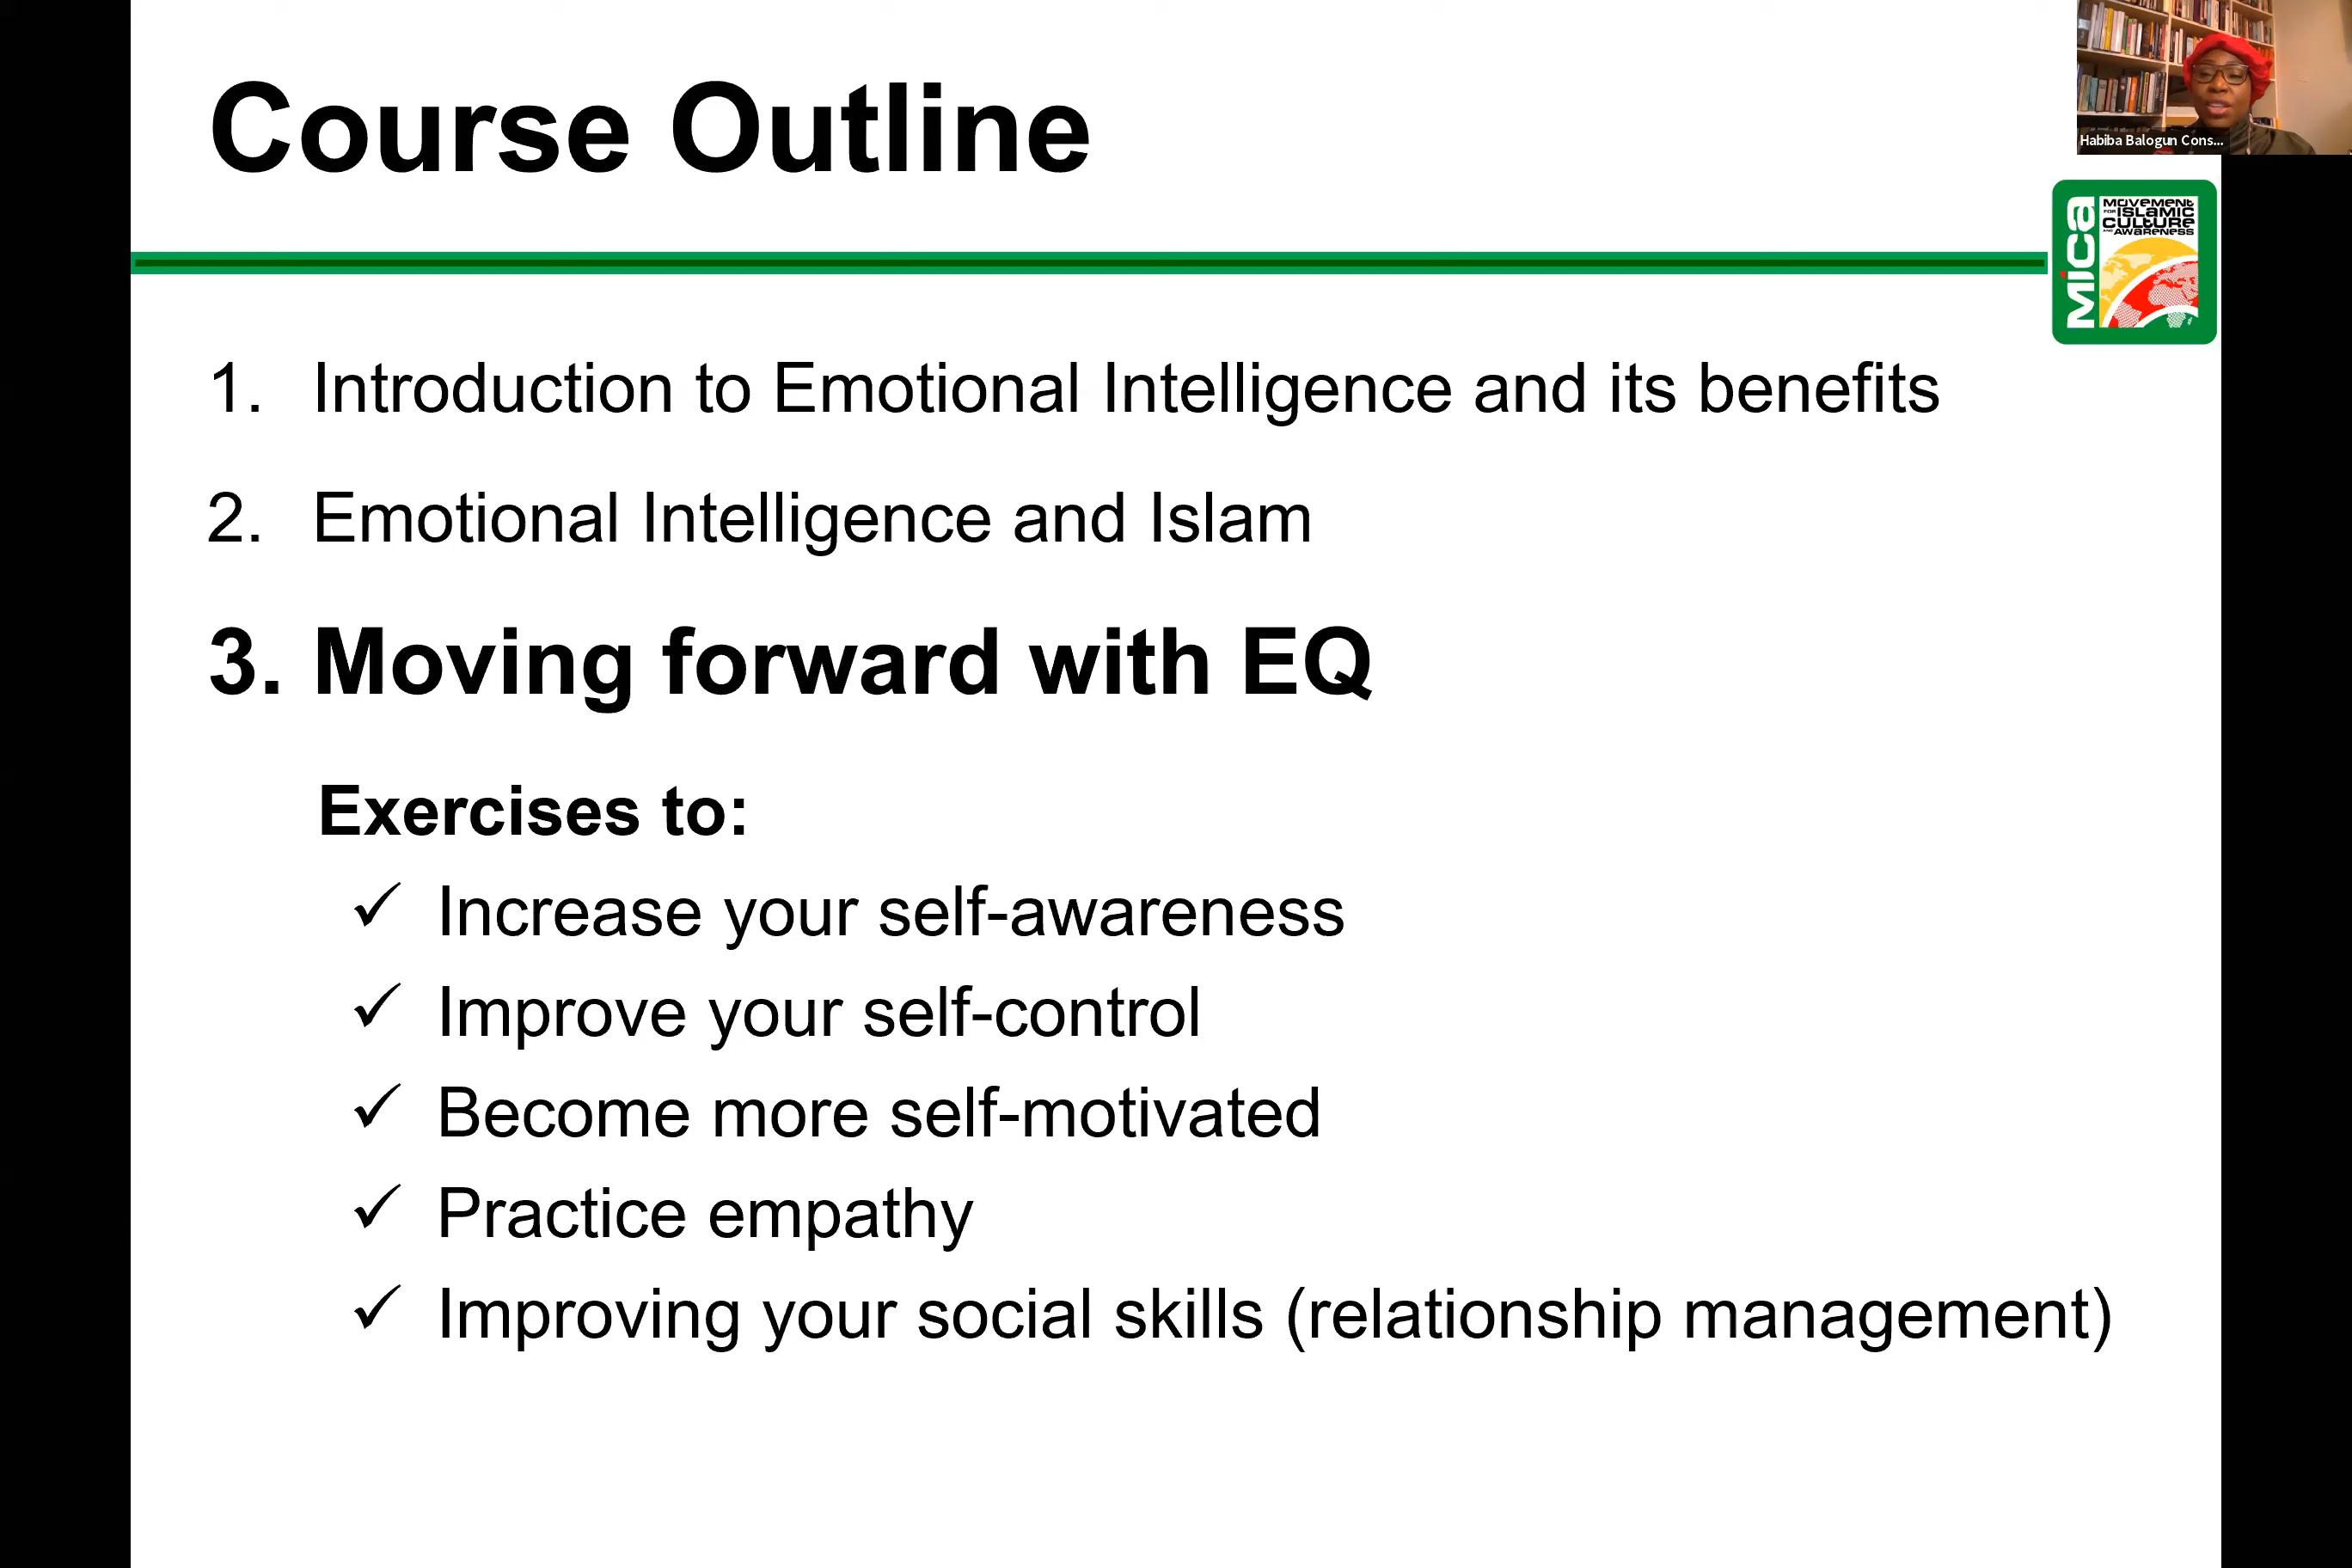 Course Outline
Habiba Balogun Cons...
mica
MOVEMENT
FOR ISLAMIC
CULTURE
AND AWARENESS
1. Introduction to Emotional Intelligence and its benefits
2. Emotional Intelligence and Islam
3. Moving forward with EQ
Exercises to:
✓ Increase your self-awareness
✓ Improve your self-control
✓ Become more self-motivated
✓ Practice empathy
✓ Improving your social skills (relationship management)